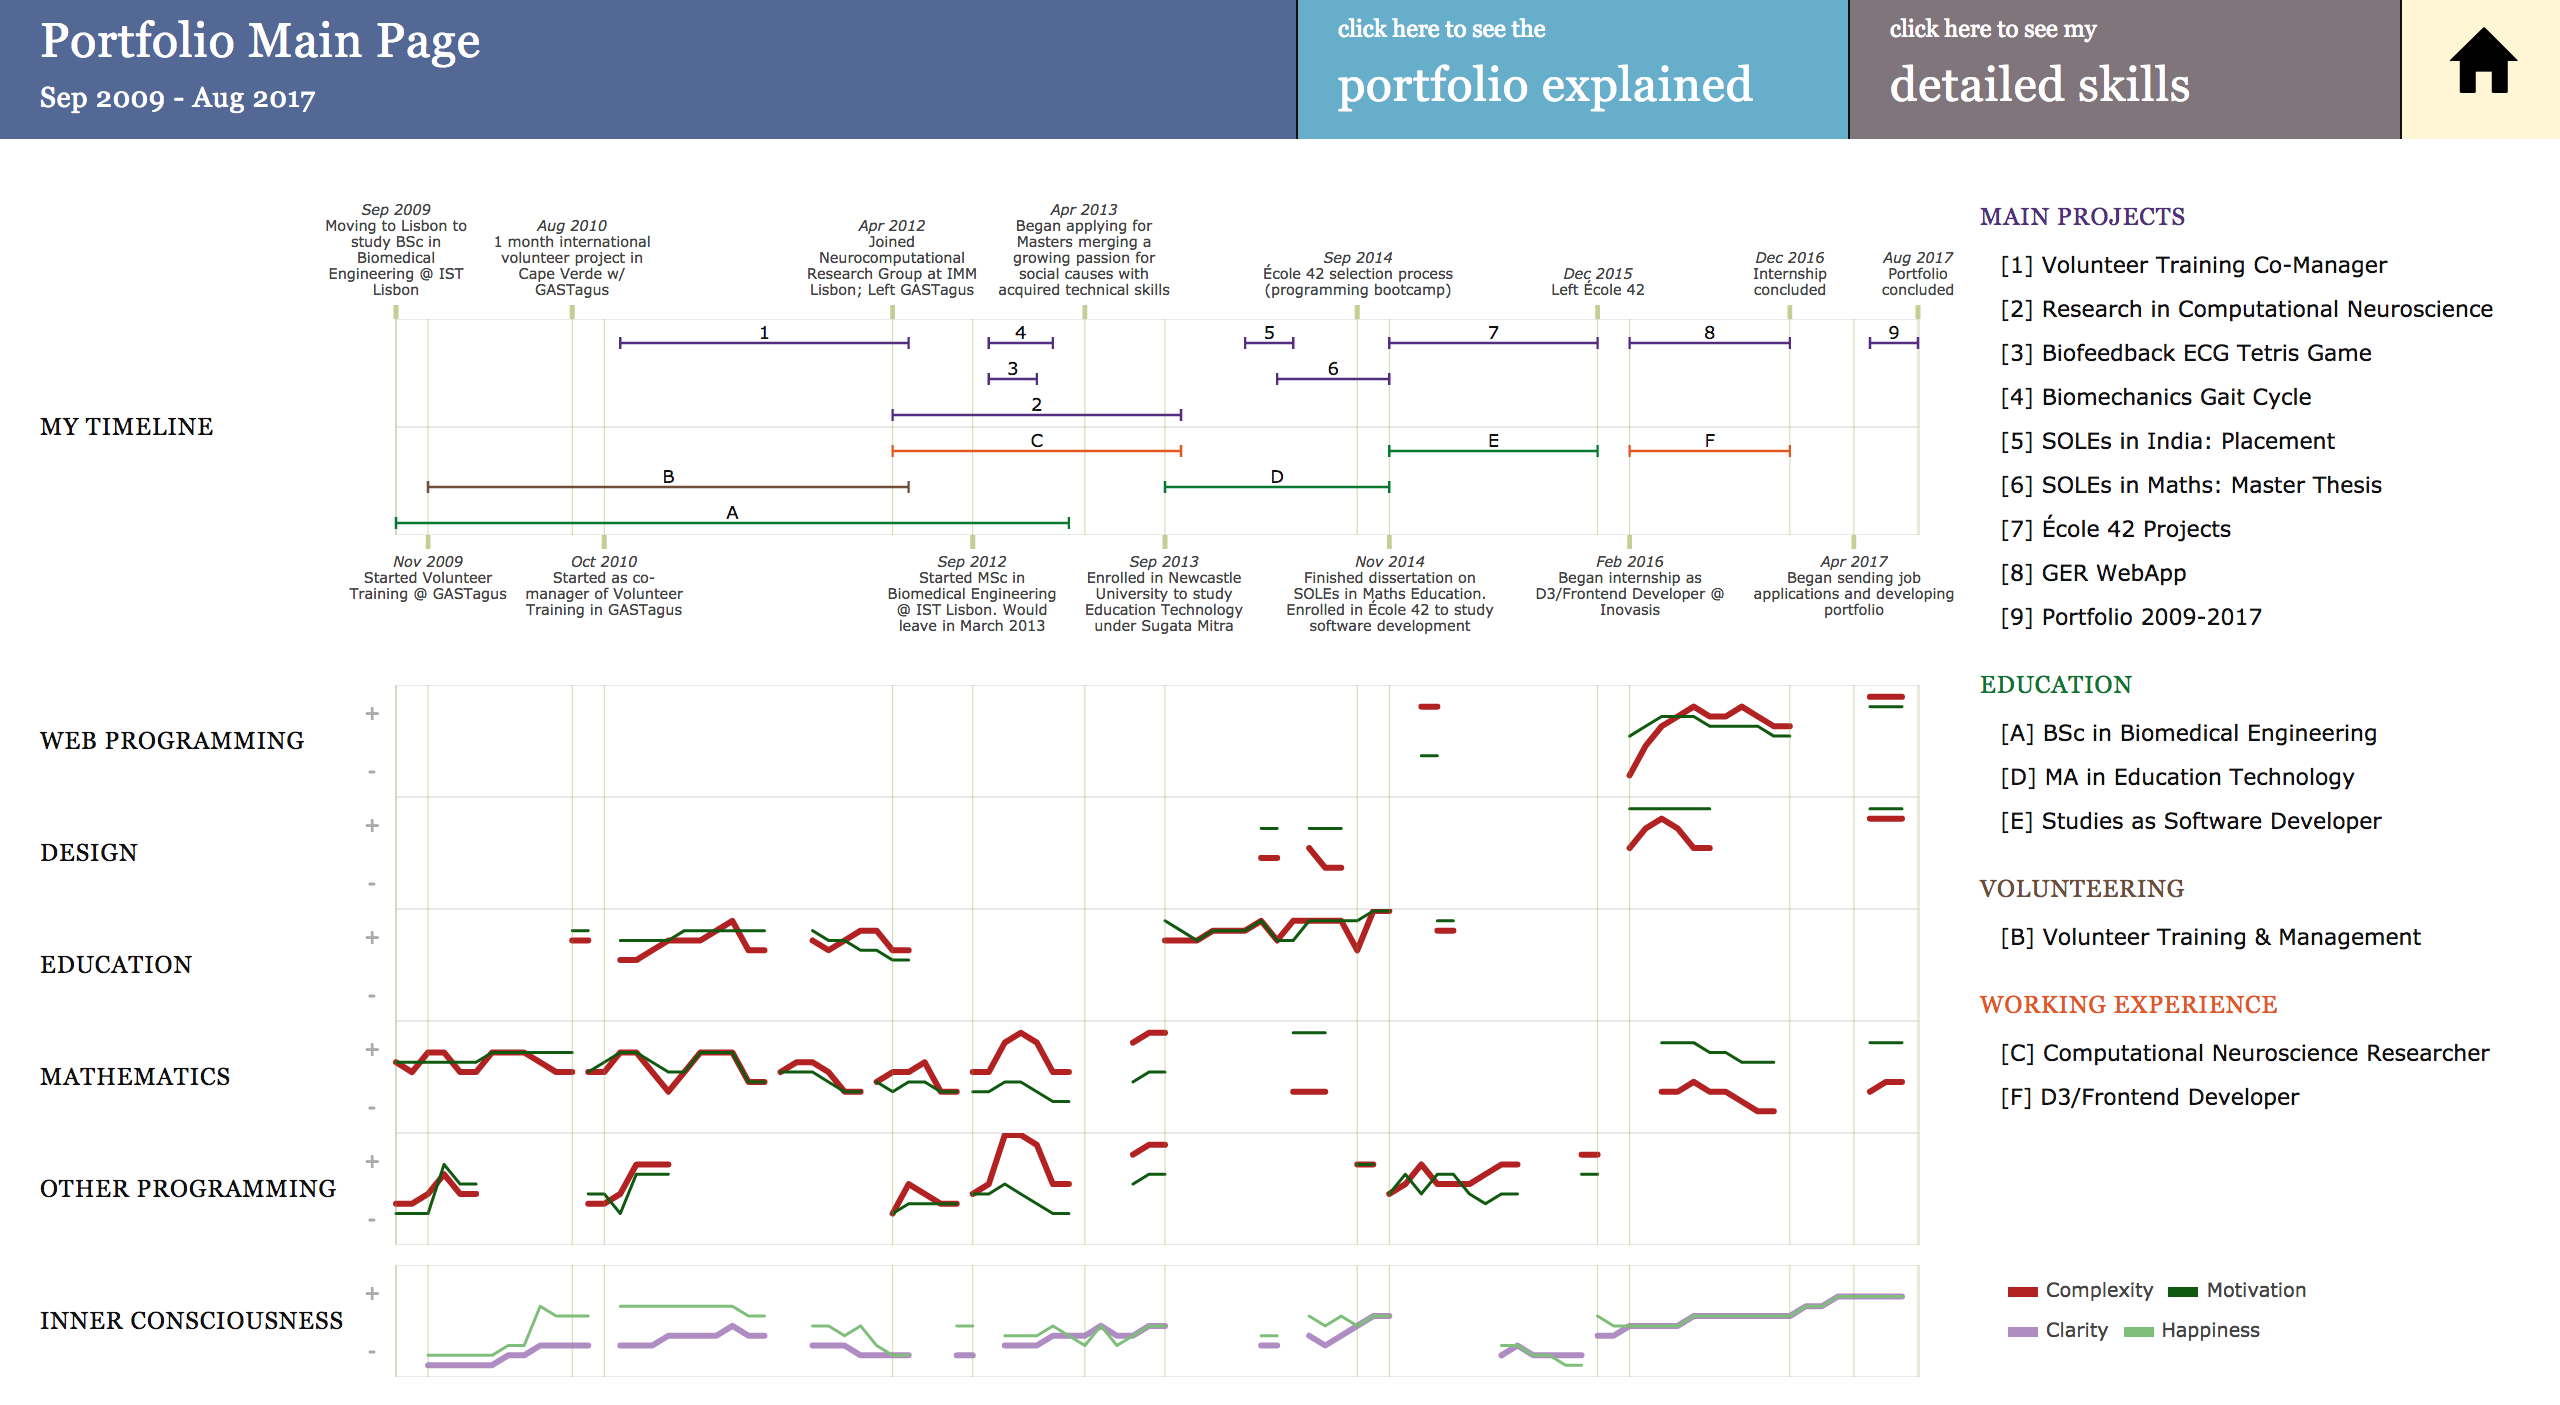 Portfolio Main Page
Sep 2009 - Aug 2017
click here to see the
portfolio explained
click here to see my
detailed skills
Sep 2009
Moving to Lisbon to
study BSc in
Biomedical
Engineering @ IST
Lisbon
Aug 2010
1 month international
volunteer project in
Cape Verde w/
GASTagus
Apr 2012
Joined
Neurocomputational
Research Group at IMM
Lisbon; Left GASTagus
Apr 2013
Began applying for
Masters merging a
growing passion for
social causes with
acquired technical skills
Sep 2014
École 42 selection process
(programming bootcamp)
Dec 2015
Left École 42
Dec 2016
Internship
concluded
Aug 2017
Portfolio
concluded
MY TIMELINE
1
4
5
7
8
9
3
6
2
C
E
F
B
D
A
Nov 2009
Started Volunteer
Training @ GASTagus
Oct 2010
Started as co-
manager of Volunteer
Training in GASTagus
Sep 2012
Started MSc in
Biomedical Engineering
@ IST Lisbon. Would
leave in March 2013
Sep 2013
Enrolled in Newcastle
University to study
Education Technology
under Sugata Mitra
Nov 2014
Finished dissertation on
SOLEs in Maths Education.
Enrolled in École 42 to study
software development
Feb 2016
Began internship as
D3/Frontend Developer @
Inovasis
Apr 2017
Began sending job
applications and developing
portfolio
WEB PROGRAMMING
+
-
DESIGN
+
-
EDUCATION
+
-
MATHEMATICS
+
-
OTHER PROGRAMMING
+
-
INNER CONSCIOUSNESS
+
-
MAIN PROJECTS
[1] Volunteer Training Co-Manager
[2] Research in Computational Neuroscience
[3] Biofeedback ECG Tetris Game
[4] Biomechanics Gait Cycle
[5] SOLEs in India: Placement
[6] SOLEs in Maths: Master Thesis
[7] École 42 Projects
[8] GER WebApp
[9] Portfolio 2009-2017
EDUCATION
[A] BSc in Biomedical Engineering
[D] MA in Education Technology
[E] Studies as Software Developer
VOLUNTEERING
[B] Volunteer Training & Management
WORKING EXPERIENCE
[C] Computational Neuroscience Researcher
[F] D3/Frontend Developer
Complexity Motivation
Clarity Happiness